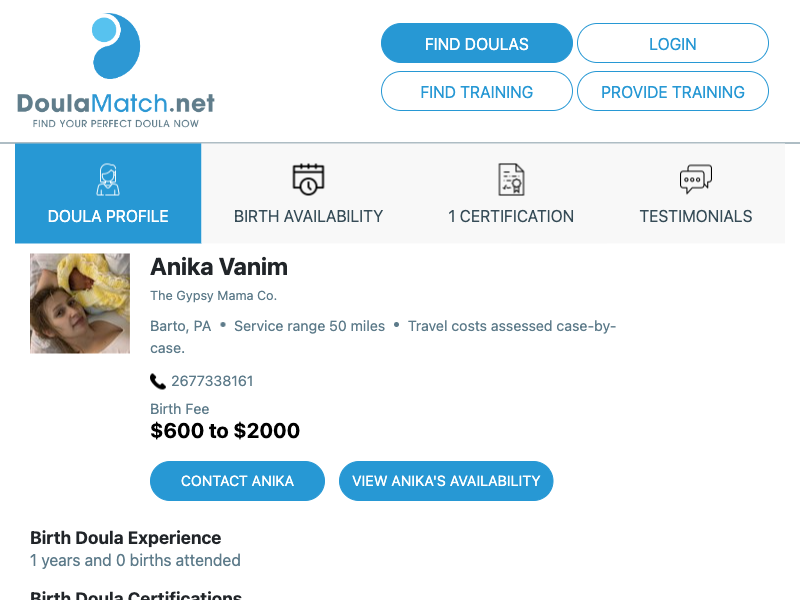 DoulaMatch.net
FIND YOUR PERFECT DOULA NOW
FIND DOULAS
LOGIN
FIND TRAINING
PROVIDE TRAINING
DOULA PROFILE
BIRTH AVAILABILITY
1 CERTIFICATION
TESTIMONIALS
Anika Vanim
The Gypsy Mama Co.
Barto, PA • Service range 50 miles • Travel costs assessed case-by-
case.
2677338161
Birth Fee
$600 to $2000
CONTACT ANIKA
VIEW ANIKA'S AVAILABILITY
Birth Doula Experience
1 years and 0 births attended
Birth Doula Certifications